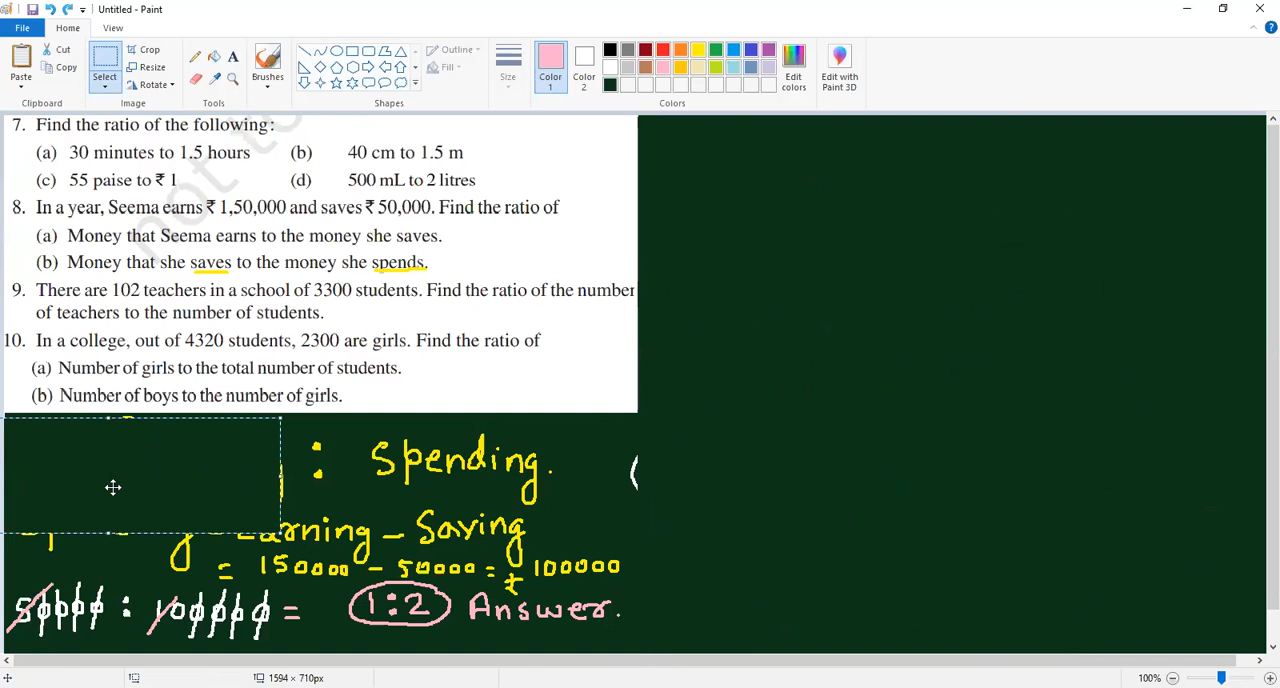 Untitled - Paint
File Home View
Paste
Cut
Copy
Clipboard
Select
Crop
Resize
Rotate
Image
A
Tools
Brushes
Outline
Fill
Shapes
Size
Color 1
Color 2
Colors
Edit colors
Edit with Paint 3D
not to
7. Find the ratio of the following:
(a) 30 minutes to 1.5 hours (b) 40 cm to 1.5 m
(c) 55 paise to ₹ 1 (d) 500 mL to 2 litres
8. In a year, Seema earns ₹ 1,50,000 and saves ₹ 50,000. Find the ratio of
(a) Money that Seema earns to the money she saves.
(b) Money that she saves to the money she spends.
9. There are 102 teachers in a school of 3300 students. Find the ratio of the number
of teachers to the number of students.
10. In a college, out of 4320 students, 2300 are girls. Find the ratio of
(a) Number of girls to the total number of students.
(b) Number of boys to the number of girls.
: Spending.
Earning - Saving
= 150000 - 50000 = ₹ 100000
50000 : 100000 = 1:2 Answer.
1594 × 710px
100%